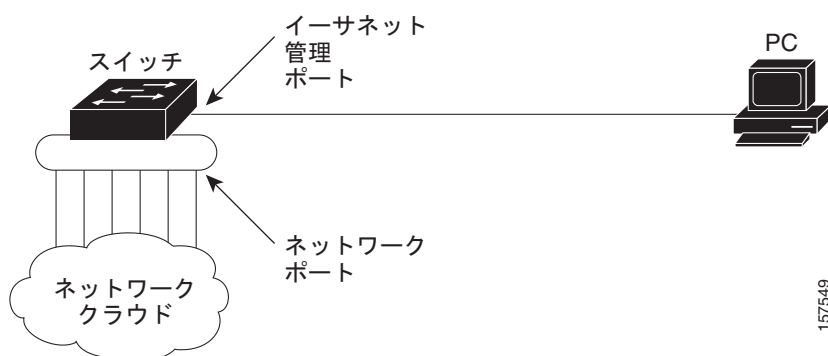 イーサネット
管理
ポート
スイッチ
PC
ネットワーク
ポート
ネットワーク
クラウド
157549